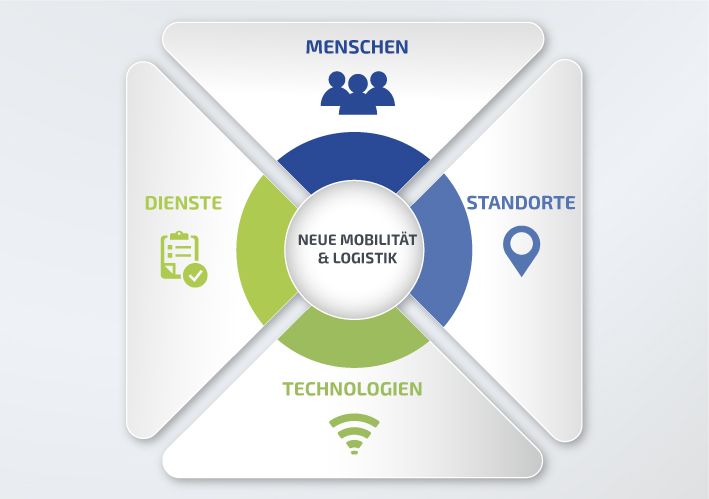 MENSCHEN
DIENSTE
STANDORTE
NEUE MOBILITÄT
& LOGISTIK
TECHNOLOGIEN